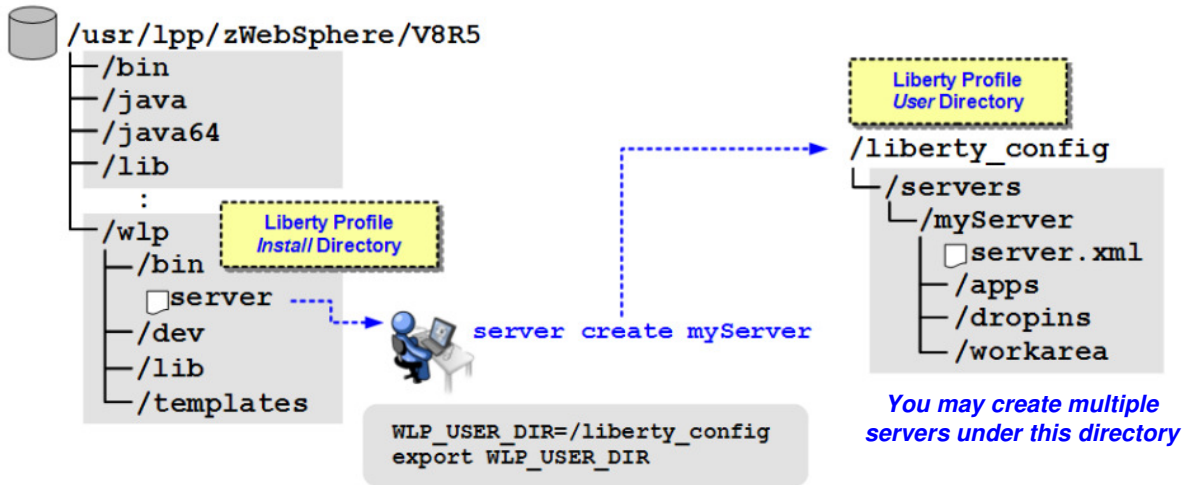 /usr/lpp/zWebSphere/V8R5
/bin
/java
/java64
/lib
:
/wlp
Liberty Profile
Install Directory
/bin
server
/dev
/lib
/templates
server create myServer
WLP_USER_DIR=/liberty_config
export WLP_USER_DIR
Liberty Profile
User Directory
/liberty_config
/servers
/myServer
server.xml
/apps
/dropins
/workarea
You may create multiple
servers under this directory